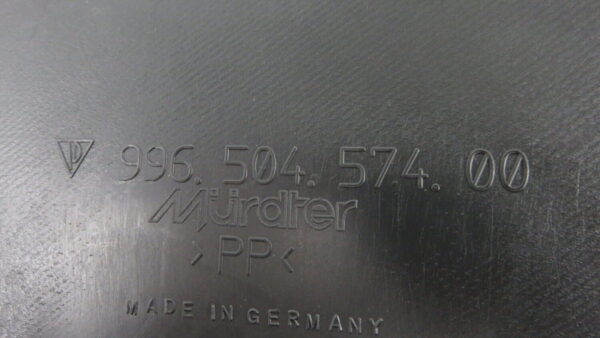 996. 504. 574. 00
Mürdter
>PP<
MADE IN GERMANY